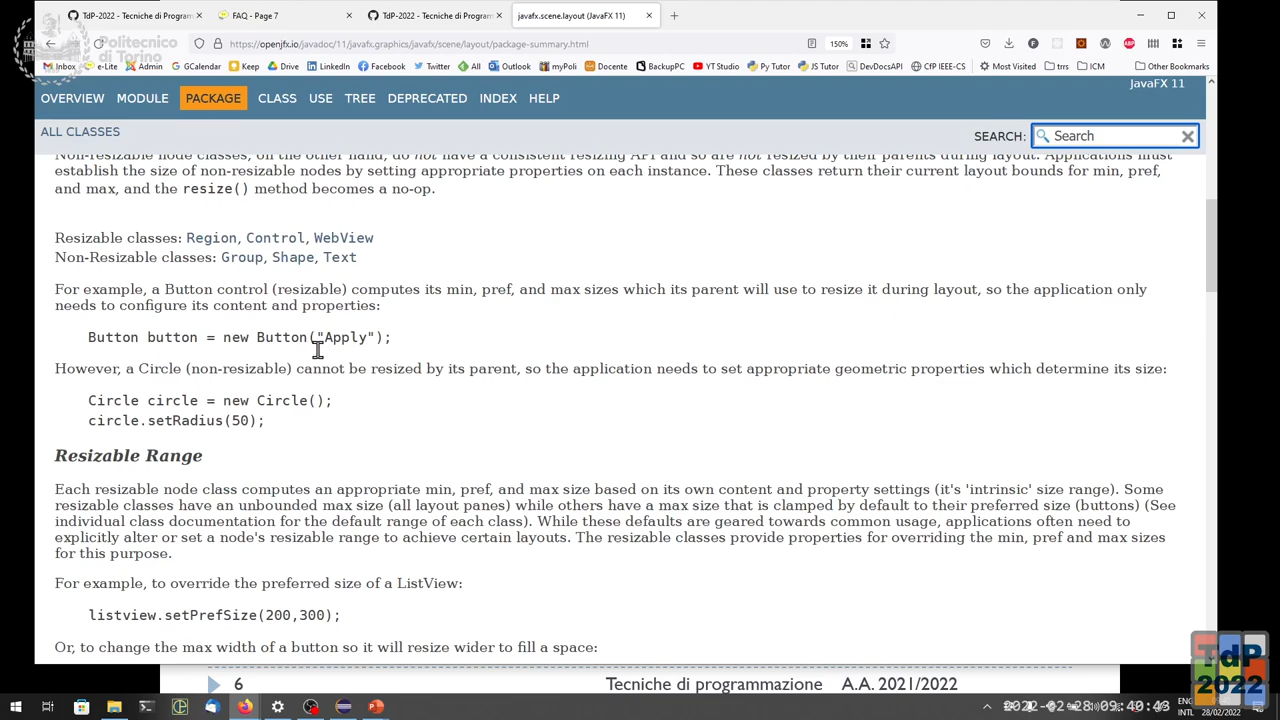 TdP-2022 - Tecniche di Programm
FAQ - Page 7
TdP-2022 - Tecniche di Programm
javafx.scene.layout (JavaFX 11)
Politecnico
di Torino
https://openjfx.io/javadoc/11/javafx.graphics/javafx/scene/layout/package-summary.html
150%
Inbox e-Lite Admin GCalendar Keep Drive LinkedIn Facebook Twitter All Outlook myPoli Docente BackupPC YT Studio Py Tutor JS Tutor DevDocsAPI CfP IEEE-CS Most Visited trrs ICM Other Bookmarks
JavaFX 11
OVERVIEW MODULE PACKAGE CLASS USE TREE DEPRECATED INDEX HELP
ALL CLASSES
SEARCH: Search
Non-resizable node classes, on the other hand, do not have a consistent resizing API and so are not resized by their parents during layout. Applications must
establish the size of non-resizable nodes by setting appropriate properties on each instance. These classes return their current layout bounds for min, pref,
and max, and the resize() method becomes a no-op.
Resizable classes: Region, Control, WebView
Non-Resizable classes: Group, Shape, Text
For example, a Button control (resizable) computes its min, pref, and max sizes which its parent will use to resize it during layout, so the application only
needs to configure its content and properties:
Button button = new Button("Apply");
However, a Circle (non-resizable) cannot be resized by its parent, so the application needs to set appropriate geometric properties which determine its size:
Circle circle = new Circle();
circle.setRadius(50);
Resizable Range
Each resizable node class computes an appropriate min, pref, and max size based on its own content and property settings (it's 'intrinsic' size range). Some
resizable classes have an unbounded max size (all layout panes) while others have a max size that is clamped by default to their preferred size (buttons) (See
individual class documentation for the default range of each class). While these defaults are geared towards common usage, applications often need to
explicitly alter or set a node's resizable range to achieve certain layouts. The resizable classes provide properties for overriding the min, pref and max sizes
for this purpose.
For example, to override the preferred size of a ListView:
listview.setPrefSize(200,300);
Or, to change the max width of a button so it will resize wider to fill a space:
6 Tecniche di programmazione A.A. 2021/2022
TdP
2022
2022-02-28 09:40:43
ENG
INTL
28/02/2022